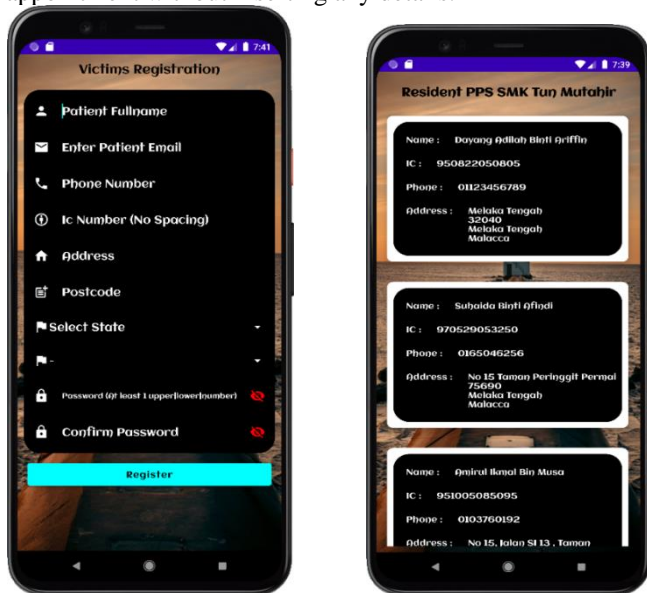 7:41
Victims Registration
Patient Fullname
Enter Patient Email
Phone Number
Ic Number (No Spacing)
Address
Postcode
Select State
-
Password (At least 1 upper|lower|number)
Confirm Password
Register
7:39
Resident PPS SMK Tun Mutahir
Name : Dayang Adilah Binti Ariffin
IC : 950822050805
Phone : 01123456789
Address : Melaka Tengah
32040
Melaka Tengah
Malacca
Name : Suhaida Binti Afindi
IC : 970529053250
Phone : 0165046256
Address : No 15 Taman Peringgit Permai
75690
Melaka Tengah
Malacca
Name : Amirul Ikmal Bin Musa
IC : 951005085095
Phone : 0103760192
Address : No 15, Jalan SI 13 , Taman